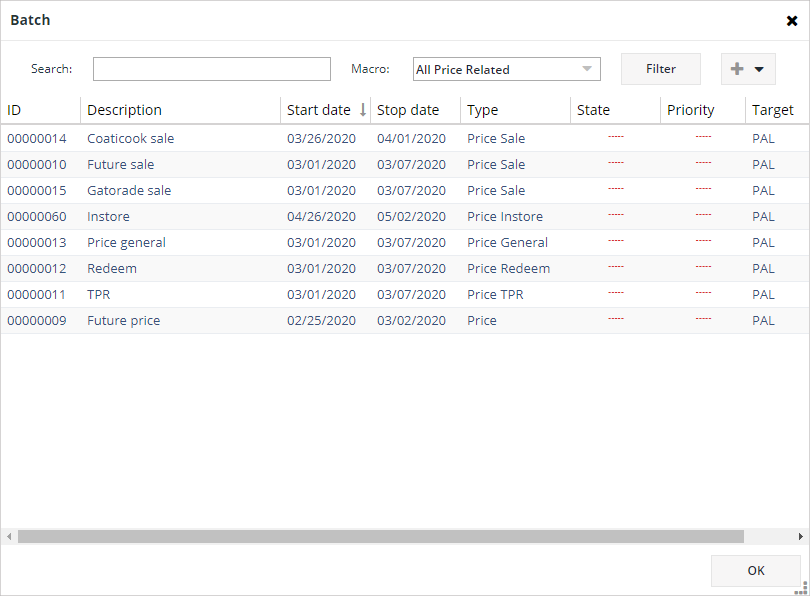 Batch
Search: Macro: All Price Related Filter
ID Description Start date Stop date Type State Priority Target
00000014 Coaticook sale 03/26/2020 04/01/2020 Price Sale ----- ----- PAL
00000010 Future sale 03/01/2020 03/07/2020 Price Sale ----- ----- PAL
00000015 Gatorade sale 03/01/2020 03/07/2020 Price Sale ----- ----- PAL
00000060 Instore 04/26/2020 05/02/2020 Price Instore ----- ----- PAL
00000013 Price general 03/01/2020 03/07/2020 Price General ----- ----- PAL
00000012 Redeem 03/01/2020 03/07/2020 Price Redeem ----- ----- PAL
00000011 TPR 03/01/2020 03/07/2020 Price TPR ----- ----- PAL
00000009 Future price 02/25/2020 03/02/2020 Price ----- ----- PAL
OK